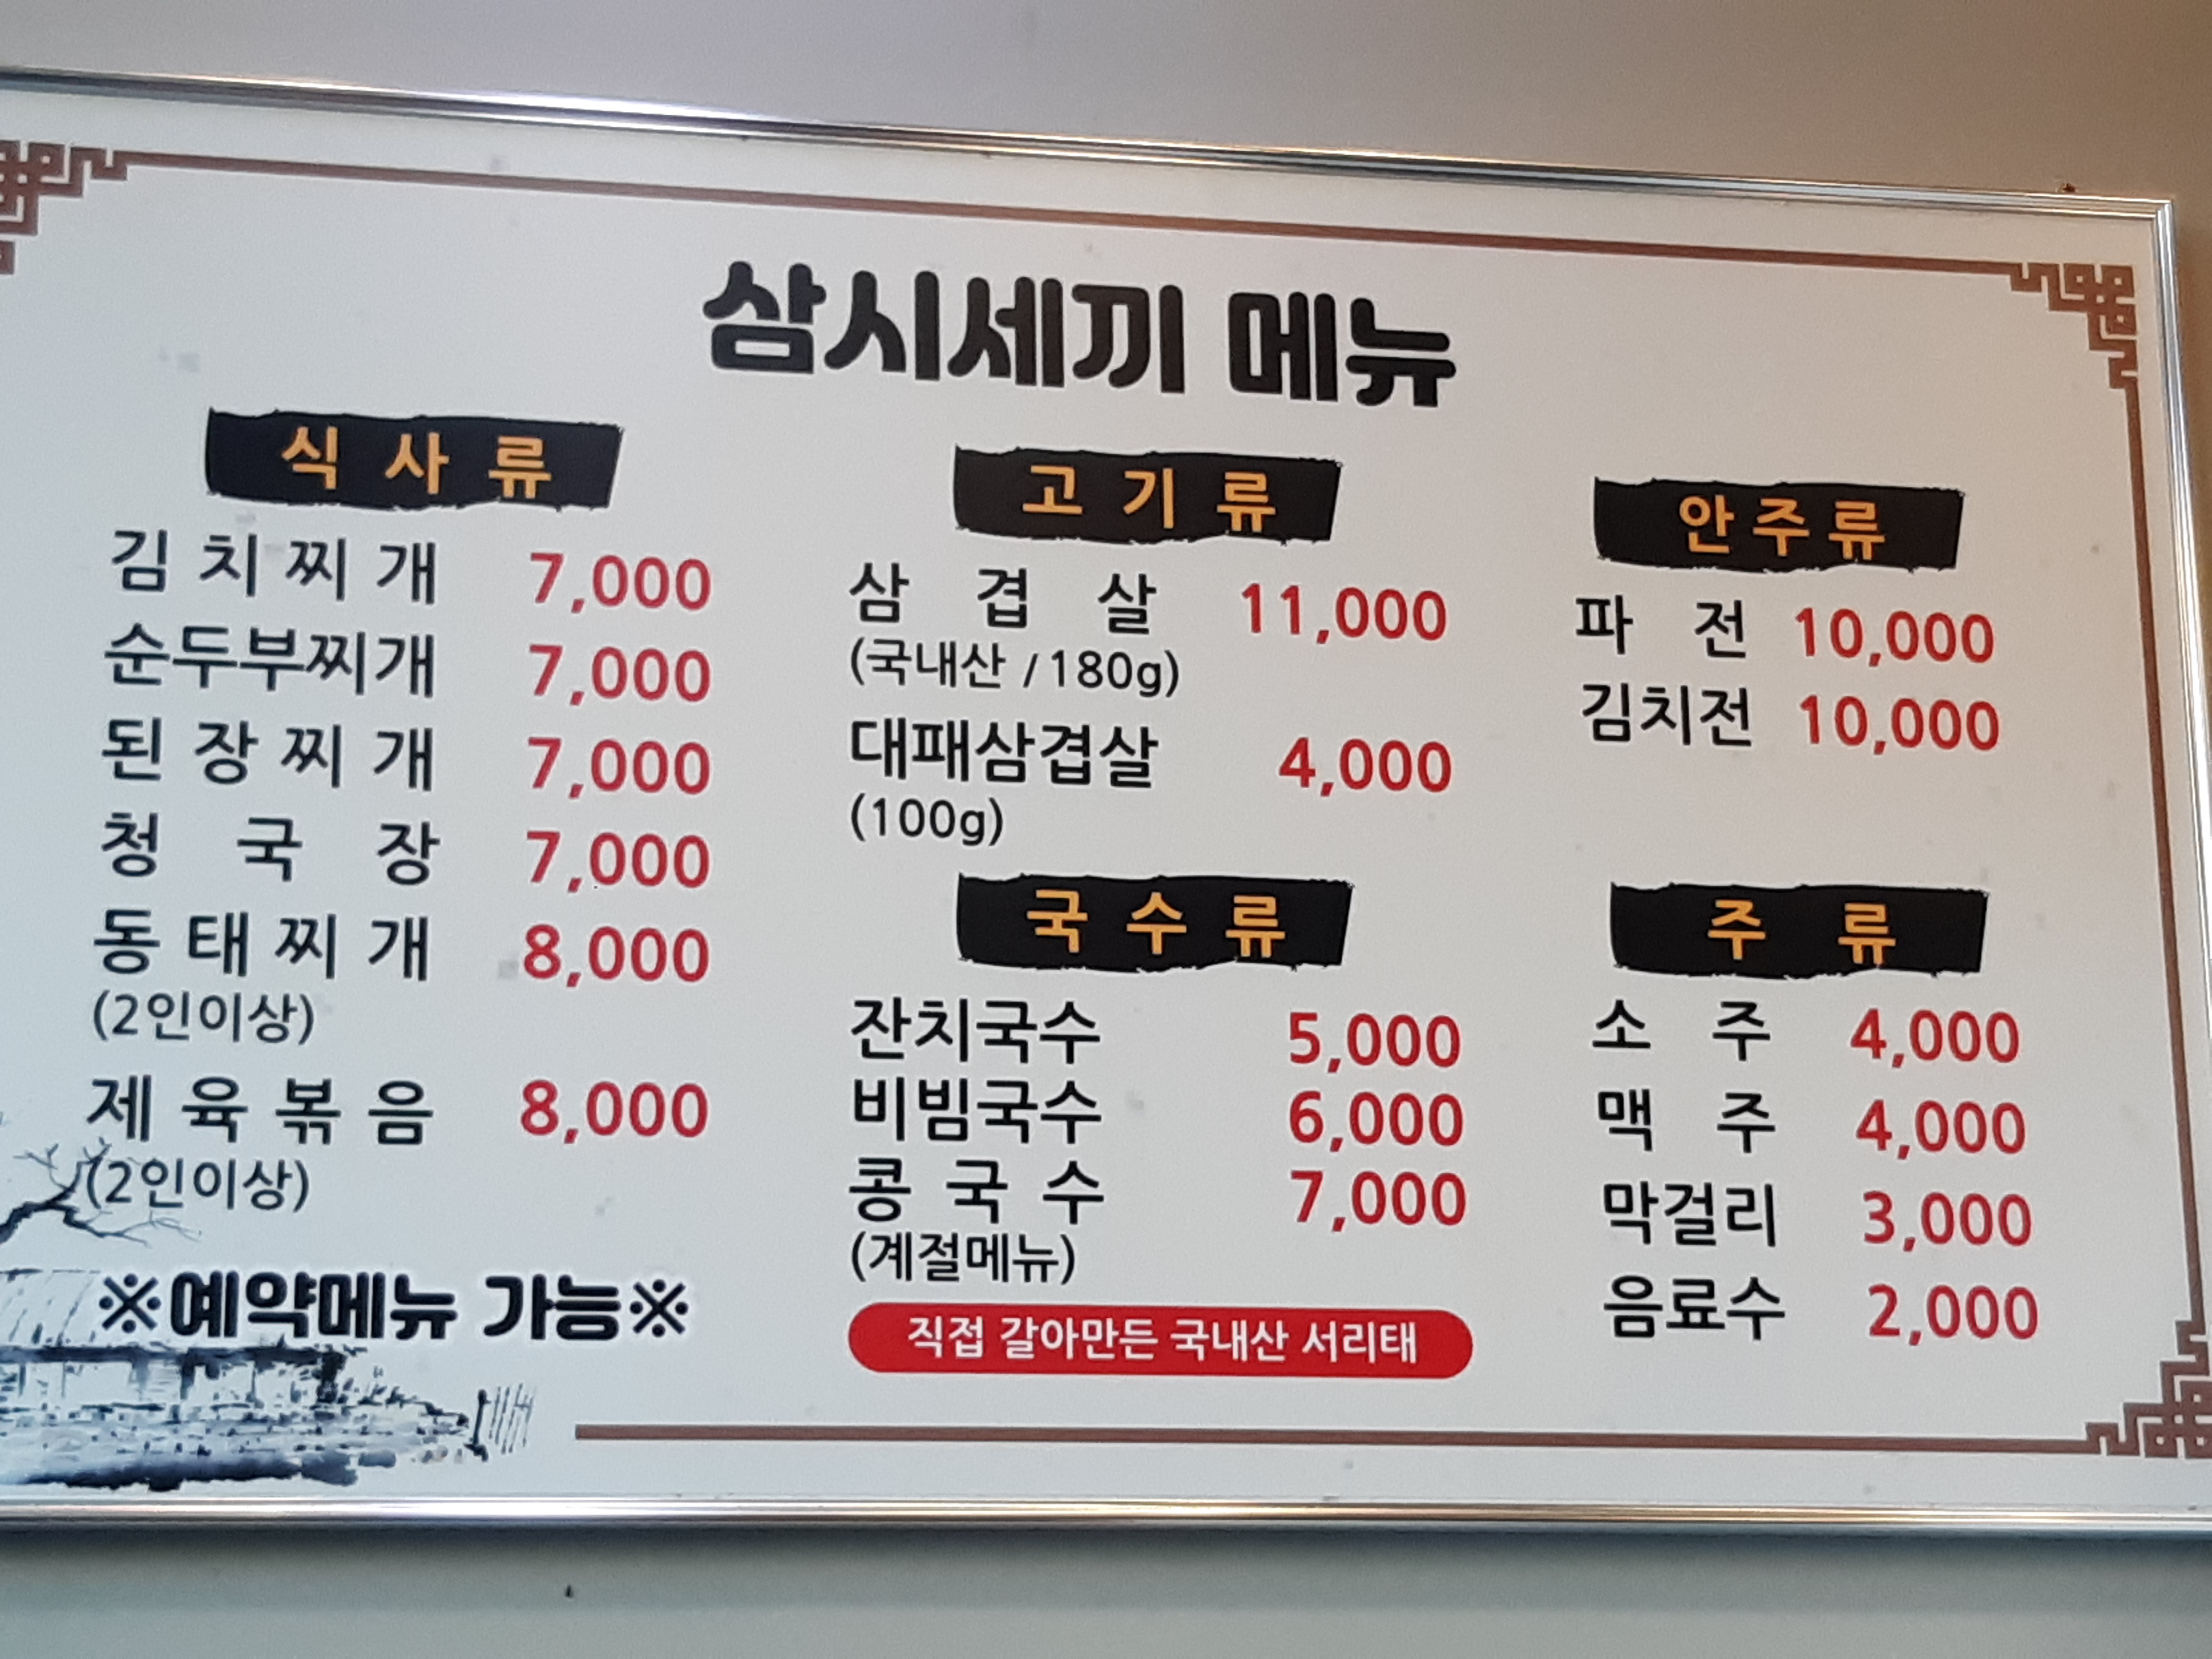 삼시세끼 메뉴
식사류
김치찌개 7,000
순두부찌개 7,000
된장찌개 7,000
청국장 7,000
동태찌개 8,000
(2인이상)
제육볶음 8,000
(2인이상)
※예약메뉴 가능※
고기류
삼겹살 11,000
(국내산 / 180g)
대패삼겹살 4,000
(100g)
국수류
잔치국수 5,000
비빔국수 6,000
콩국수 7,000
(계절메뉴)
직접 갈아만든 국내산 서리태
안주류
파전 10,000
김치전 10,000
주류
소주 4,000
맥주 4,000
막걸리 3,000
음료수 2,000